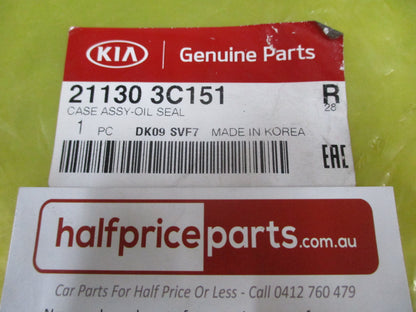 KIA Genuine Parts
21130 3C151 R
CASE ASSY-OIL SEAL 28
1 PC DK09 SVF7 MADE IN KOREA
EAC
halfpriceparts.com.au
Car Parts For Half Price Or Less - Call 0412 760 479